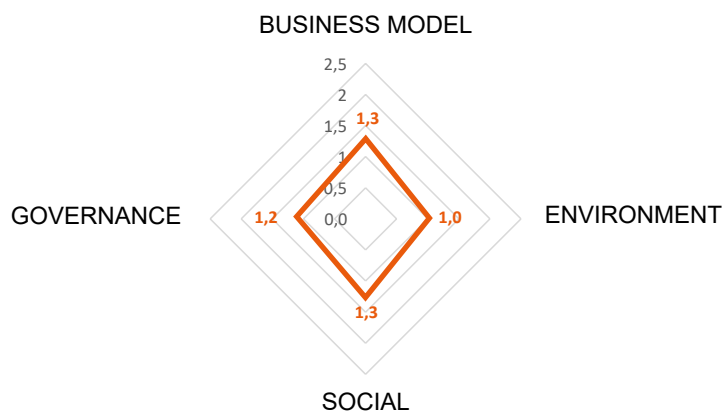 BUSINESS MODEL
2,5
2
1,5
1,3
1
0,5
GOVERNANCE
1,2
0,0
1,0
ENVIRONMENT
1,3
SOCIAL